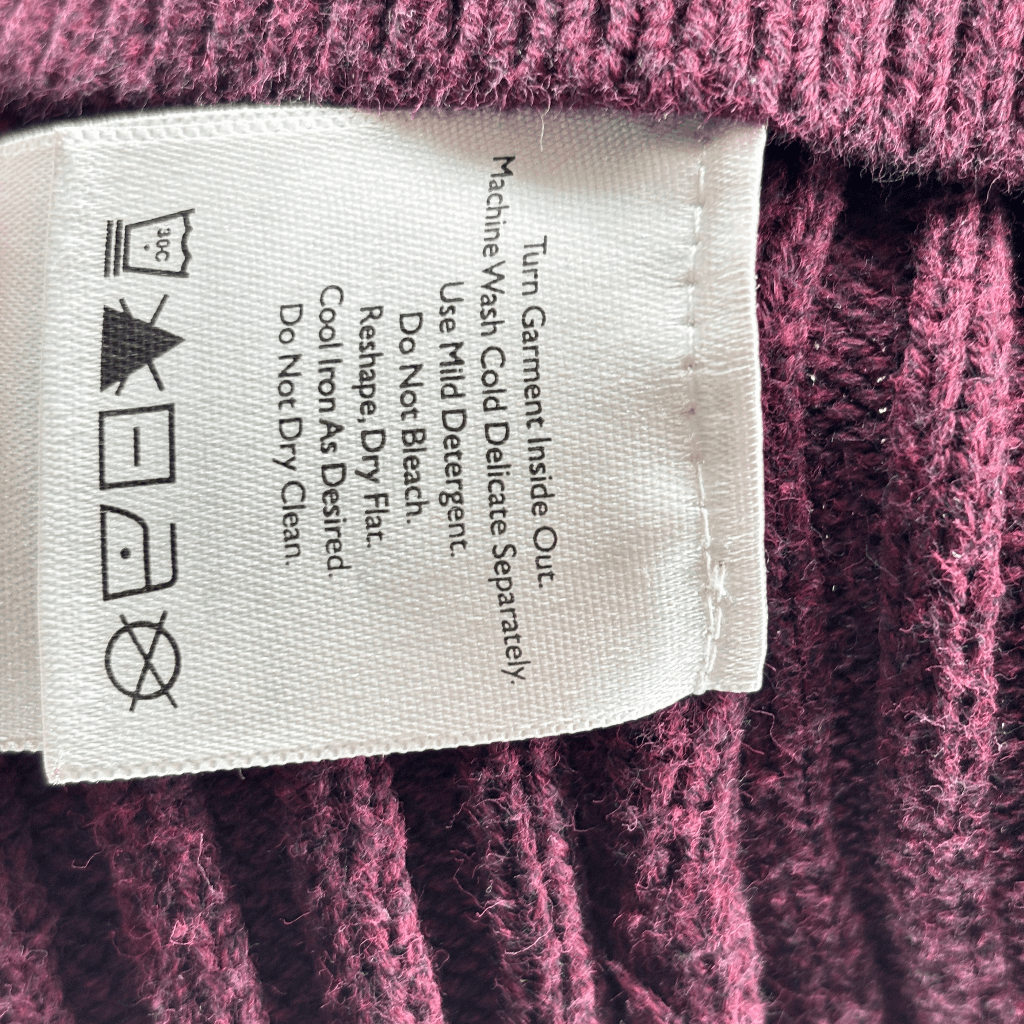 Turn Garment Inside Out.
Machine Wash Cold Delicate Separately.
Use Mild Detergent.
Do Not Bleach.
Reshape, Dry Flat.
Cool Iron As Desired.
Do Not Dry Clean.
30C